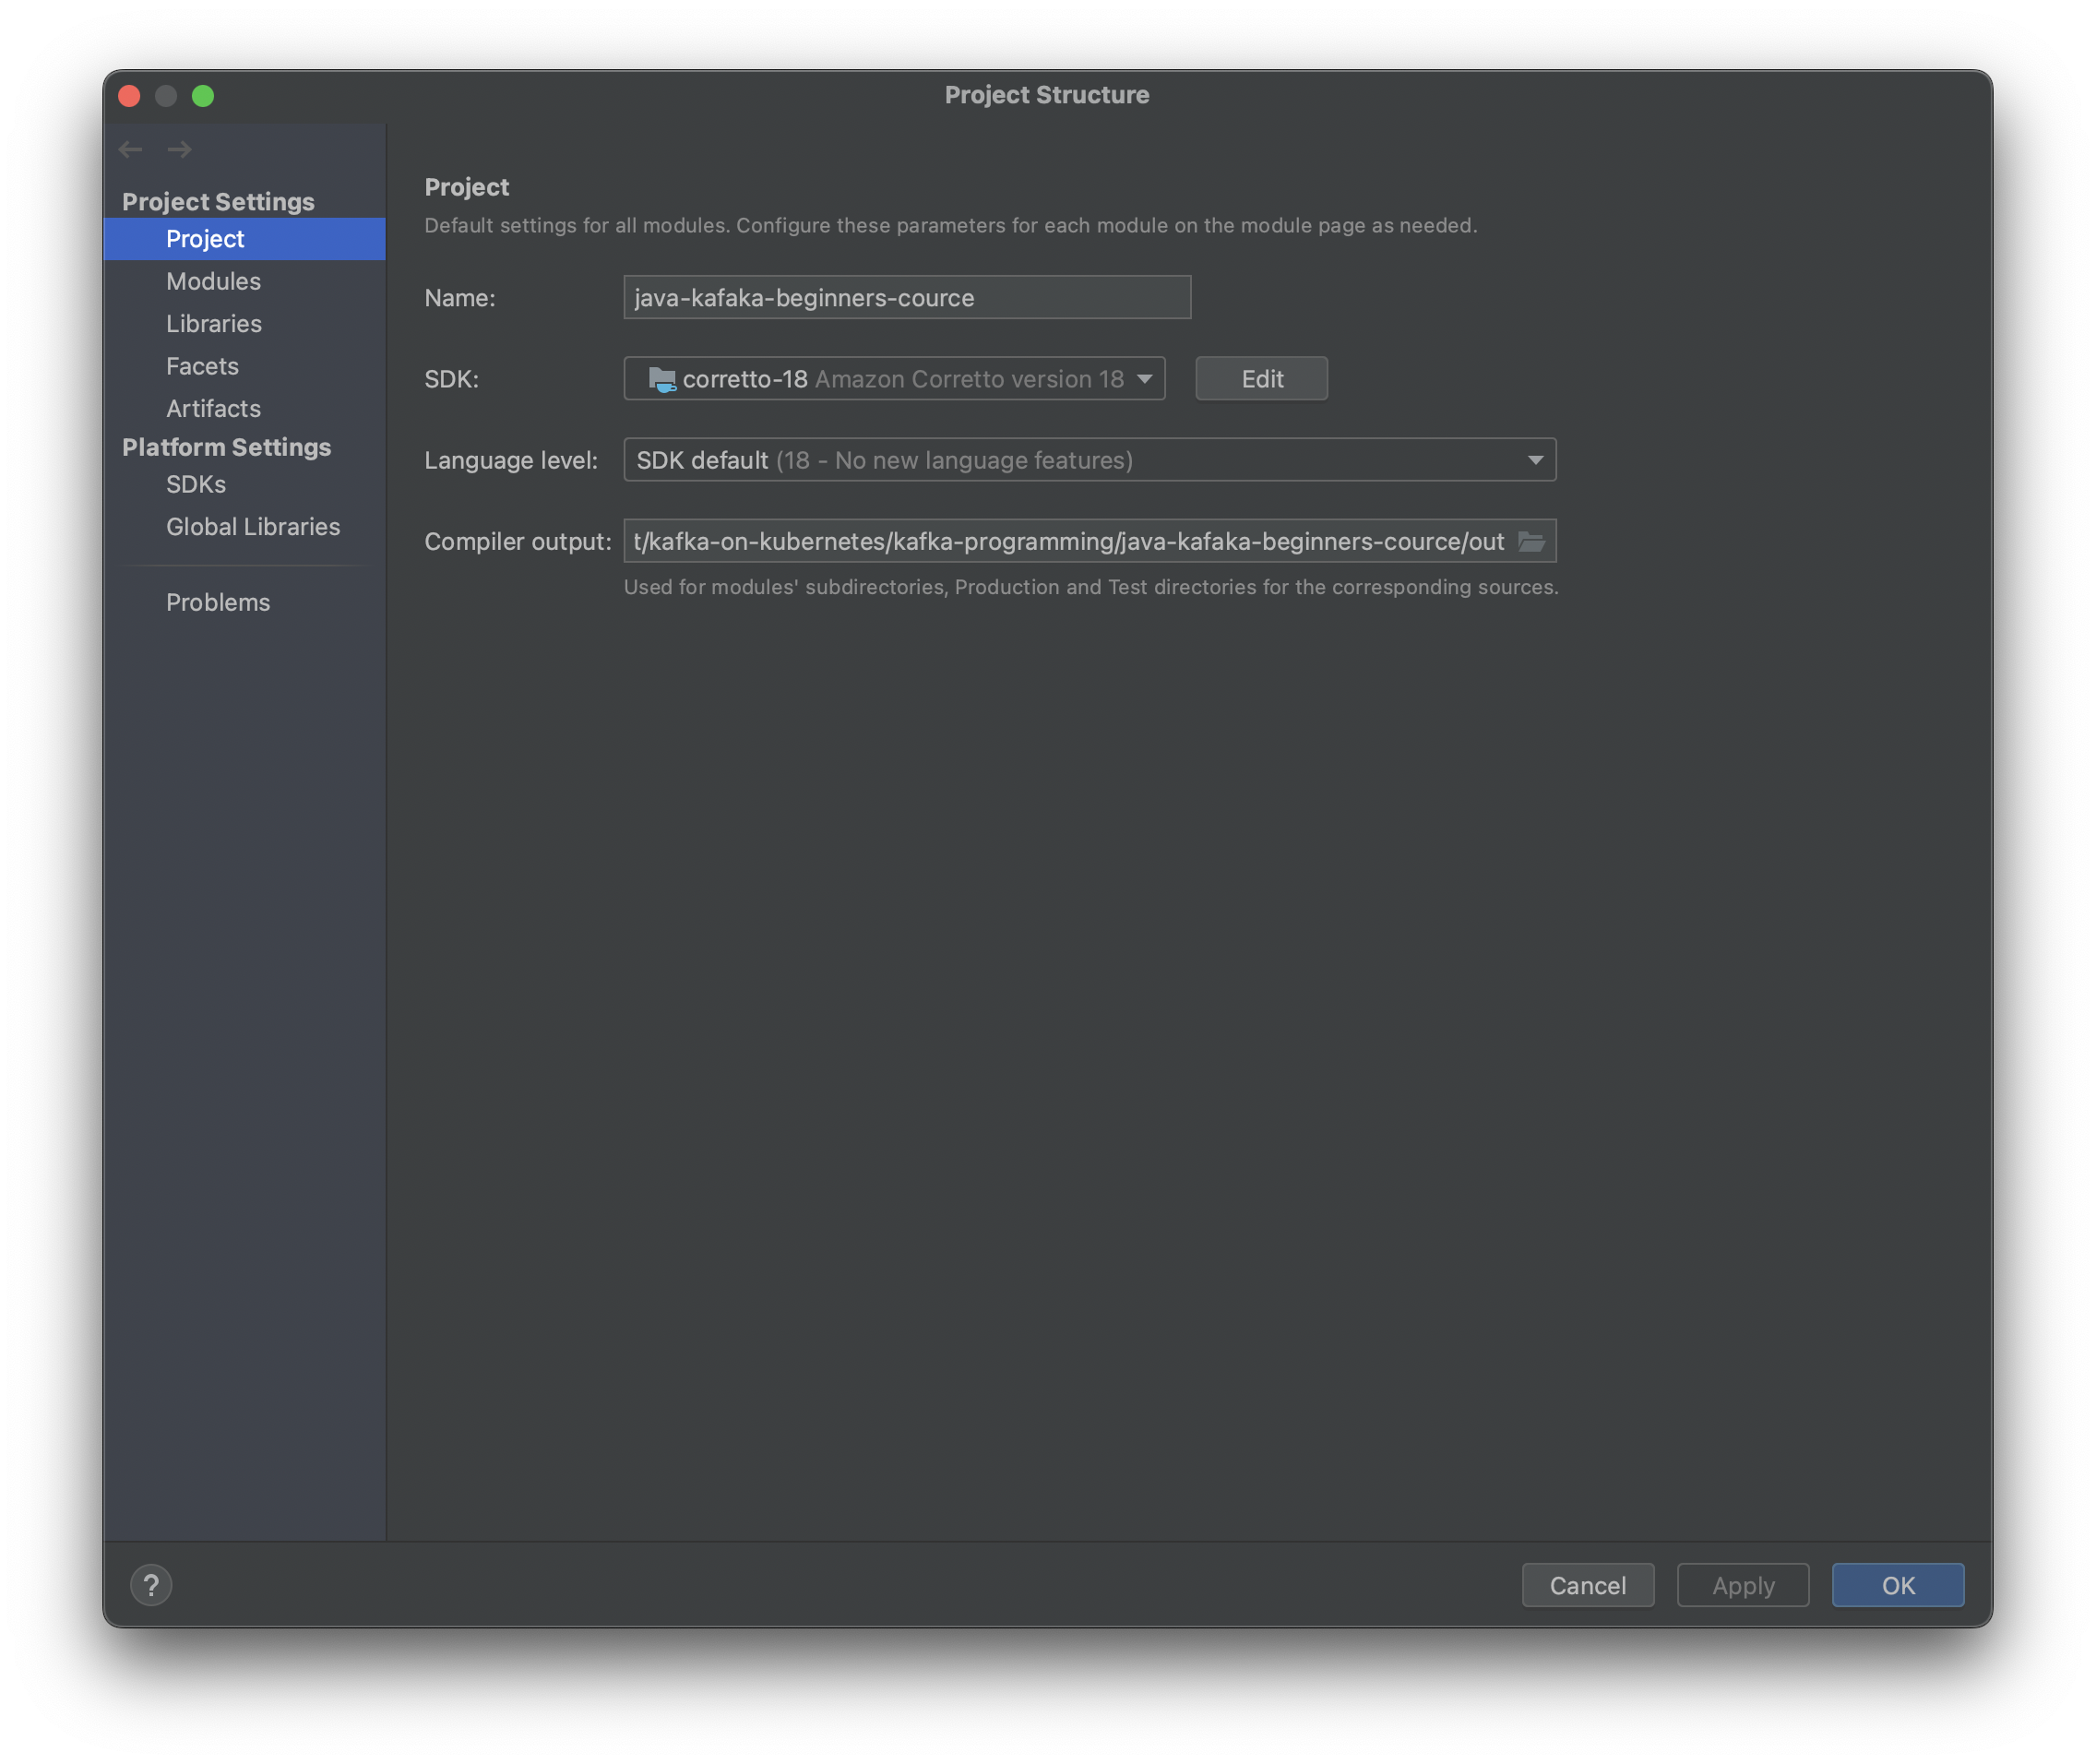 Project Structure
Project Settings
Project
Modules
Libraries
Facets
Artifacts
Platform Settings
SDKs
Global Libraries
Problems
Project
Default settings for all modules. Configure these parameters for each module on the module page as needed.
Name: java-kafaka-beginners-cource
SDK: corretto-18 Amazon Corretto version 18 Edit
Language level: SDK default (18 - No new language features)
Compiler output: t/kafka-on-kubernetes/kafka-programming/java-kafaka-beginners-cource/out
Used for modules' subdirectories, Production and Test directories for the corresponding sources.
? Cancel Apply OK